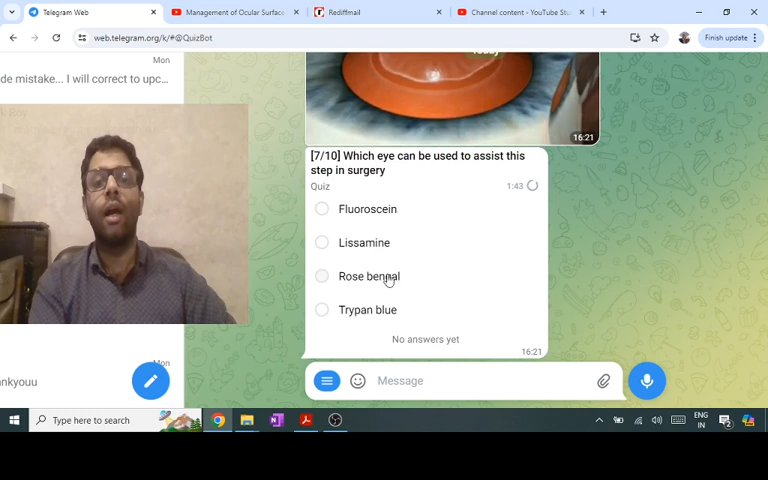 Telegram Web
Management of Ocular Surface
Rediffmail
Channel content - YouTube Stu
web.telegram.org/k/#@QuizBot
Finish update
Mon
de mistake... I will correct to upc...
Today
16:21
[7/10] Which eye can be used to assist this
step in surgery
Quiz
1:43
Fluoroscein
Lissamine
Rose bengal
Trypan blue
No answers yet
16:21
Mon
ankyouu
Message
Type here to search
ENG
IN
2